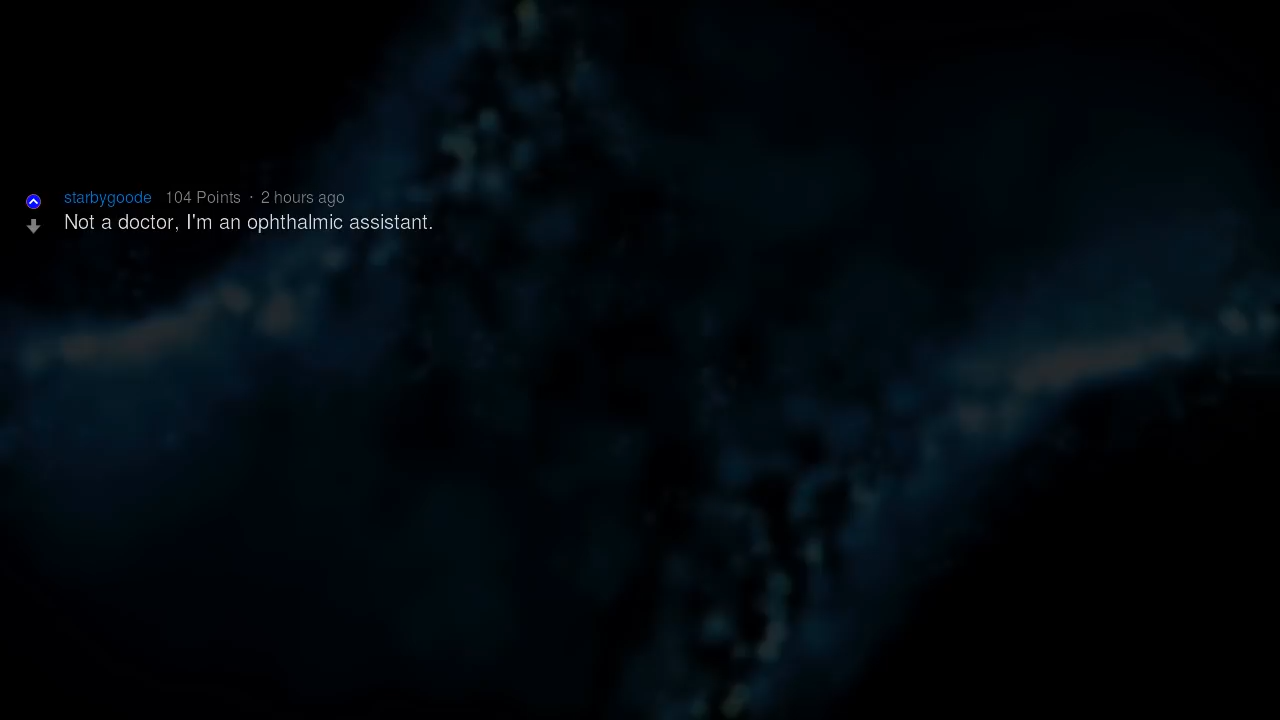 starbygoode 104 Points · 2 hours ago
Not a doctor, I'm an ophthalmic assistant.